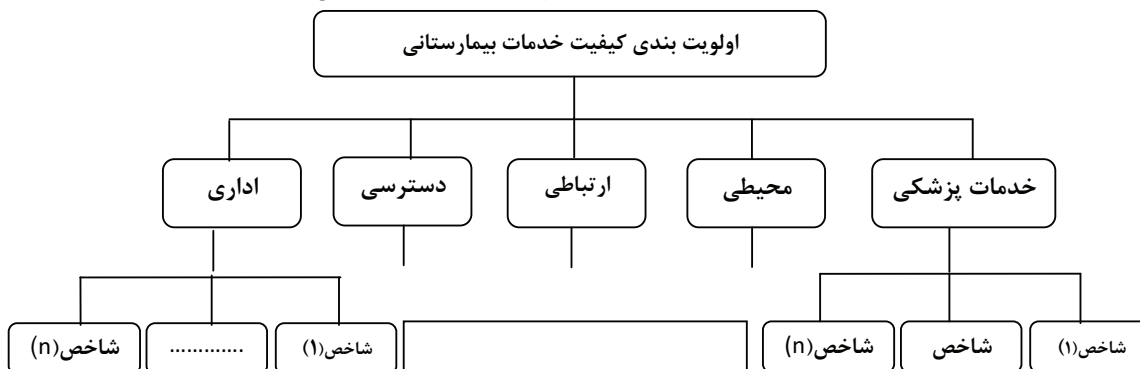 اولویت بندی کیفیت خدمات بیمارستانی
خدمات پزشکی
محیطی
ارتباطی
دسترسی
اداری
شاخص(۱)
شاخص
شاخص(n)
شاخص(۱)
.............
شاخص(n)